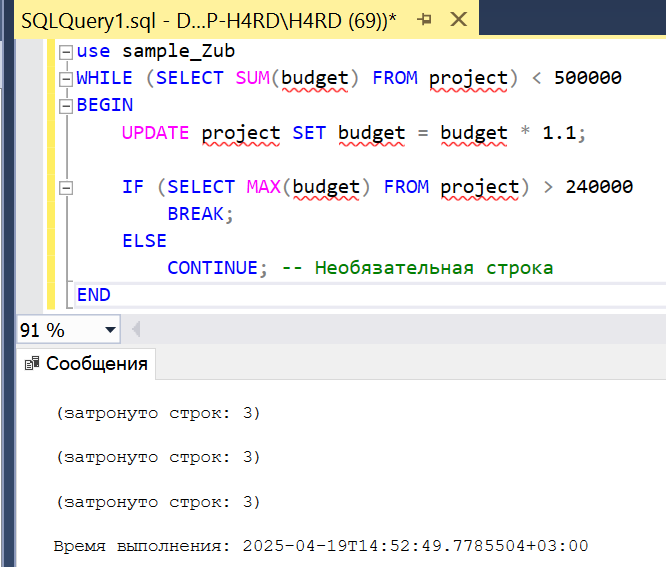 SQLQuery1.sql - D...P-H4RD\H4RD (69))*
use sample_Zub
WHILE (SELECT SUM(budget) FROM project) < 500000
BEGIN
    UPDATE project SET budget = budget * 1.1;
    IF (SELECT MAX(budget) FROM project) > 240000
        BREAK;
    ELSE
        CONTINUE; -- Необязательная строка
END
91 %
Сообщения
(затронуто строк: 3)
(затронуто строк: 3)
(затронуто строк: 3)
Время выполнения: 2025-04-19T14:52:49.7785504+03:00